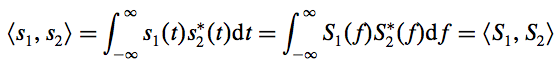 ⟨s₁, s₂⟩ = ∫_{-∞}^{∞} s₁(t)s₂*(t)dt = ∫_{-∞}^{∞} S₁(f)S₂*(f)df = ⟨S₁, S₂⟩